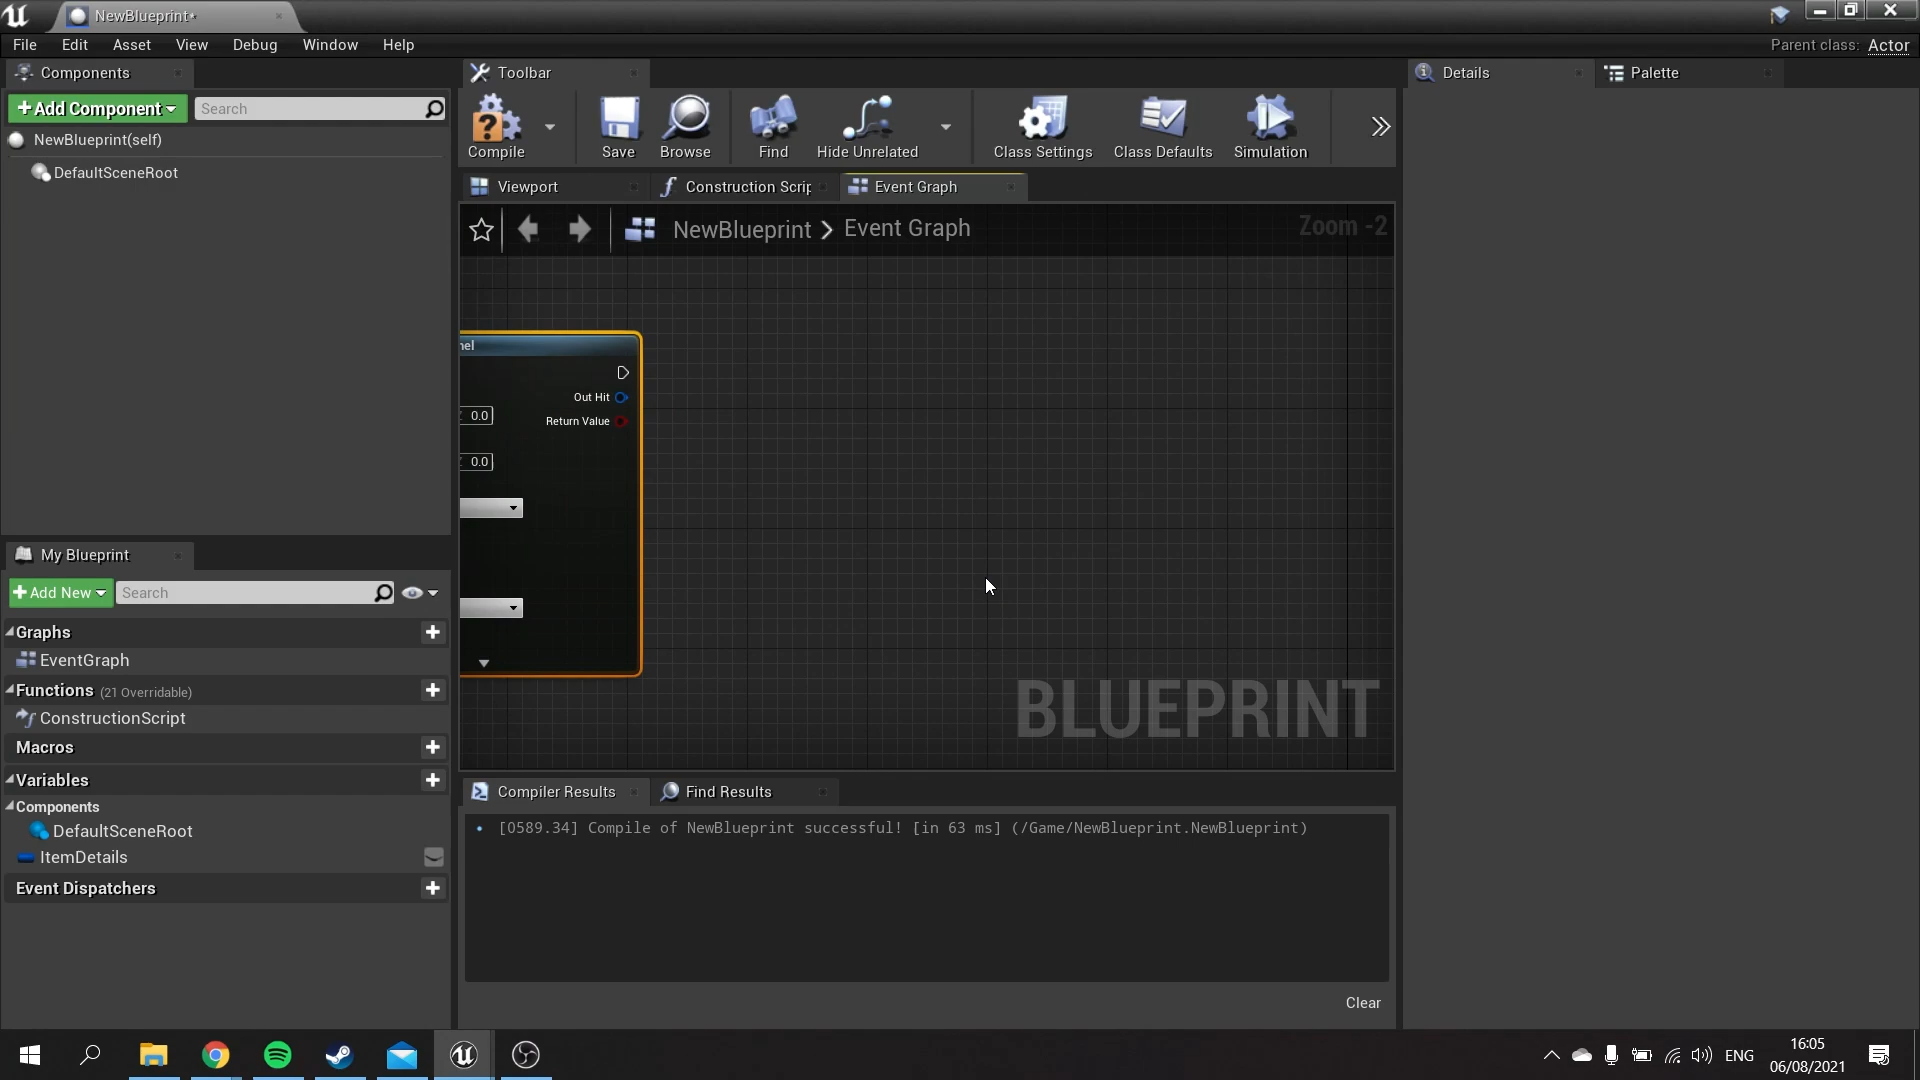 NewBlueprint*
File Edit Asset View Debug Window Help
Parent class: Actor
Components
Toolbar
Details
Palette
+Add Component
Search
NewBlueprint(self)
DefaultSceneRoot
Compile
Save
Browse
Find
Hide Unrelated
Class Settings
Class Defaults
Simulation
Viewport
Construction Scrip
Event Graph
NewBlueprint > Event Graph
Zoom -2
nel
Out Hit
0.0
Return Value
0.0
BLUEPRINT
My Blueprint
+Add New
Search
Graphs
EventGraph
Functions (21 Overridable)
ConstructionScript
Macros
Variables
Components
DefaultSceneRoot
ItemDetails
Event Dispatchers
Compiler Results
Find Results
• [0589.34] Compile of NewBlueprint successful! [in 63 ms] (/Game/NewBlueprint.NewBlueprint)
Clear
ENG
16:05
06/08/2021